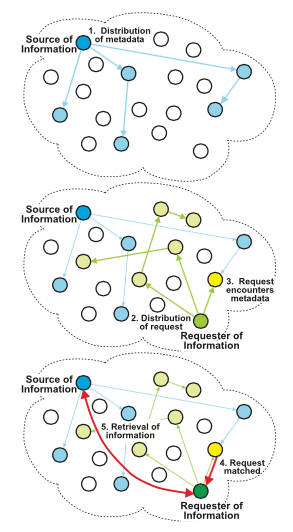 1. Distribution
of metadata
Source of
Information
Source of
Information
3. Request
encounters
metadata
2. Distribution
of request
Requester of
Information
Source of
Information
5. Retrieval of
information
4. Request
matched
Requester of
Information